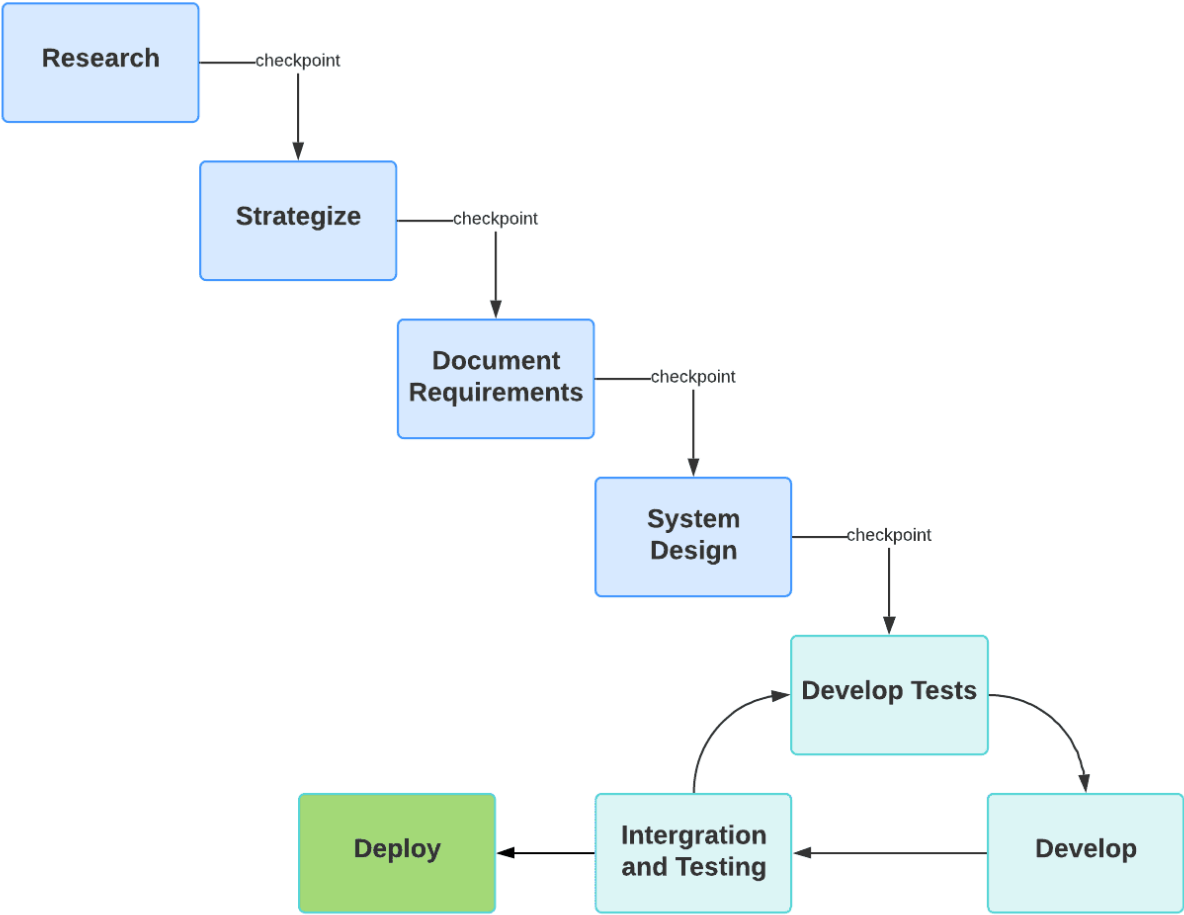 Research
checkpoint
Strategize
checkpoint
Document
Requirements
checkpoint
System
Design
checkpoint
Develop Tests
Deploy
Intergration
and Testing
Develop